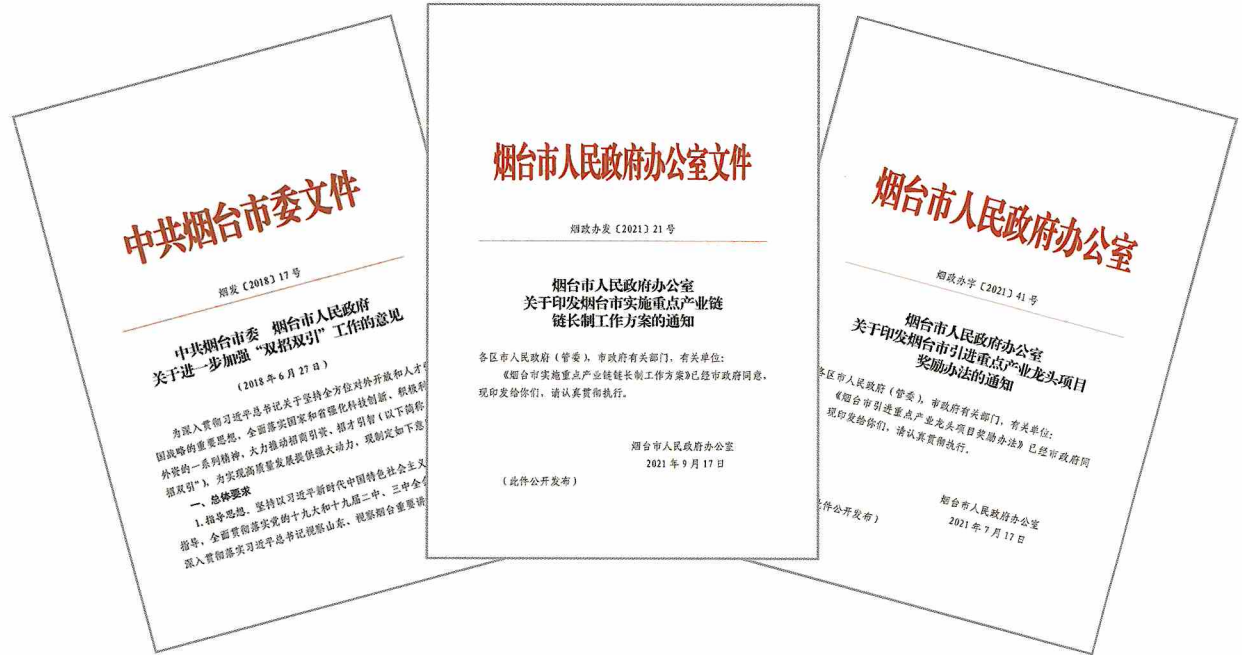 中共烟台市委文件
烟发〔2018〕17号
中共烟台市委 烟台市人民政府
关于进一步加强“双招双引”工作的意见
(2018年6月27日)
为深入贯彻习近平总书记关于坚持全方位对外开放和人才强
国战略的重要思想,全面落实国家和省强化科技创新、积极利
外资的一系列精神,大力推动招商引资、招才引智(以下简称
招双引”),为实现高质量发展提供强大动力,现制定如下意
一、总体要求
1.指导思想。坚持以习近平新时代中国特色社会主义
指导,全面贯彻落实党的十九大和十九届二中、三中全会
深入贯彻落实习近平总书记视察山东、视察烟台重要讲
烟台市人民政府办公室文件
烟政办发〔2021〕21号
烟台市人民政府办公室
关于印发烟台市实施重点产业链
链长制工作方案的通知
各区市人民政府(管委),市政府有关部门,有关单位:
《烟台市实施重点产业链链长制工作方案》已经市政府同意,
现印发给你们,请认真贯彻执行。
烟台市人民政府办公室
2021年9月17日
(此件公开发布)
烟台市人民政府办公室
烟政办字〔2021〕41号
烟台市人民政府办公室
关于印发烟台市引进重点产业龙头项目
奖励办法的通知
各区市人民政府(管委),市政府有关部门,有关单位:
《烟台市引进重点产业龙头项目奖励办法》已经市政府同
现印发给你们,请认真贯彻执行。
烟台市人民政府办公室
2021年7月17日
件公开发布)